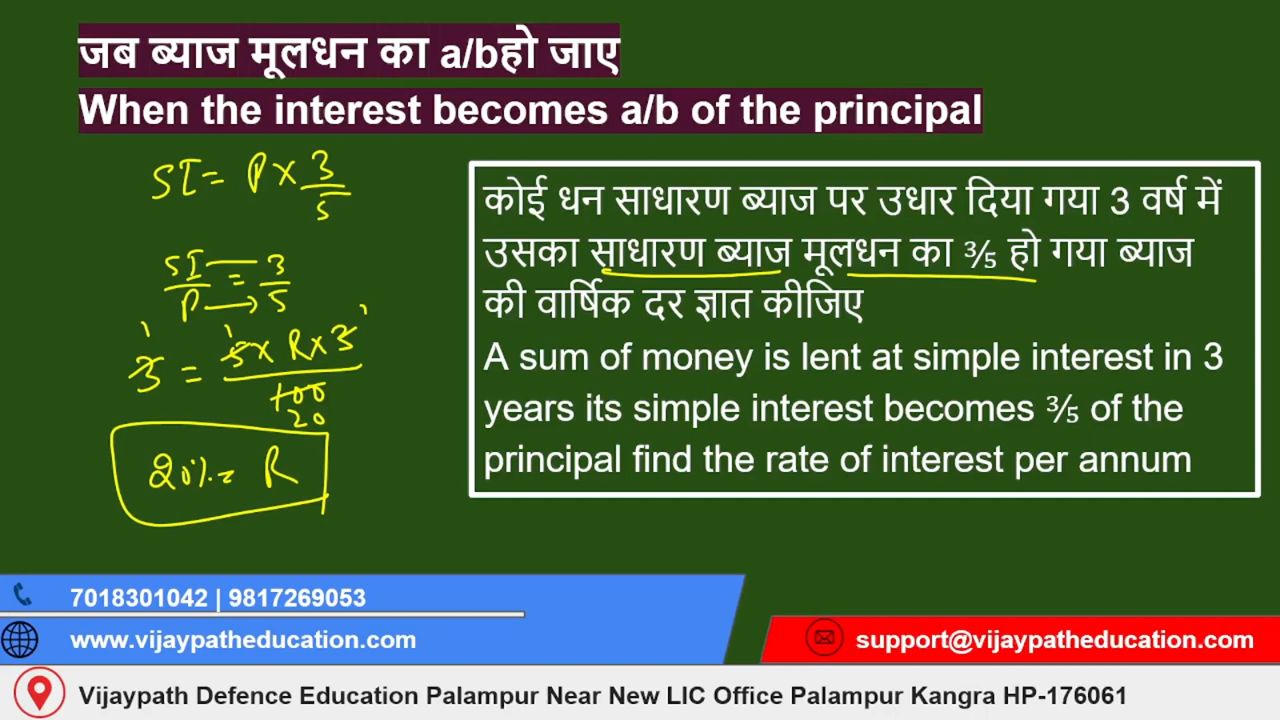 जब ब्याज मूलधन का a/bहो जाए
When the interest becomes a/b of the principal
SI = P × 3/5
SI/P = 3/5
3 = 5 × R × 3 / 100
1 1 1
20
20% = R
कोई धन साधारण ब्याज पर उधार दिया गया 3 वर्ष में
उसका साधारण ब्याज मूलधन का ⅗ हो गया ब्याज
की वार्षिक दर ज्ञात कीजिए
A sum of money is lent at simple interest in 3
years its simple interest becomes ⅗ of the
principal find the rate of interest per annum
7018301042 | 9817269053
www.vijaypatheducation.com
support@vijaypatheducation.com
Vijaypath Defence Education Palampur Near New LIC Office Palampur Kangra HP-176061